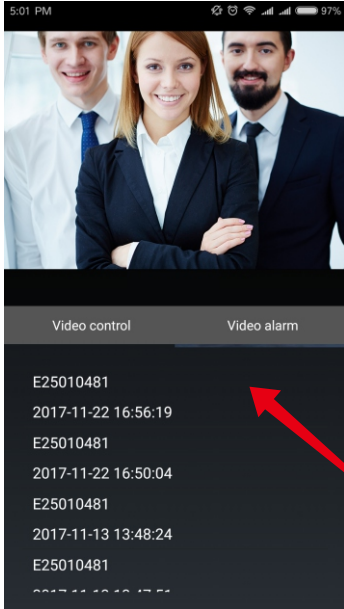 5:01 PM 97%
Video control Video alarm
E25010481
2017-11-22 16:56:19
E25010481
2017-11-22 16:50:04
E25010481
2017-11-13 13:48:24
E25010481